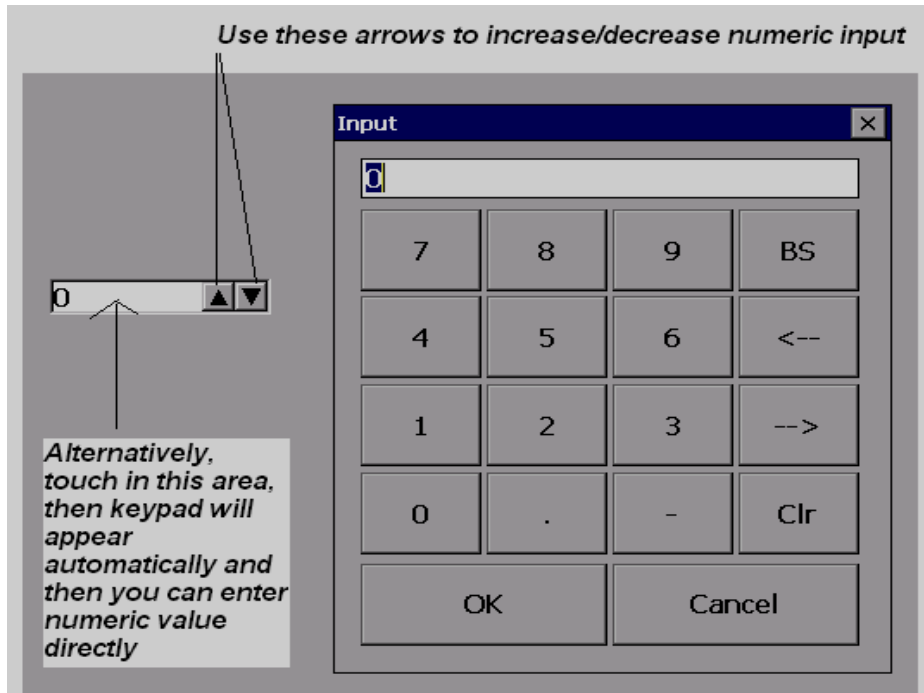 Use these arrows to increase/decrease numeric input
Input
0
7 8 9 BS
0
4 5 6 <--
1 2 3 -->
Alternatively,
touch in this area,
then keypad will
appear
automatically and
then you can enter
numeric value
directly
0 . - Clr
OK Cancel